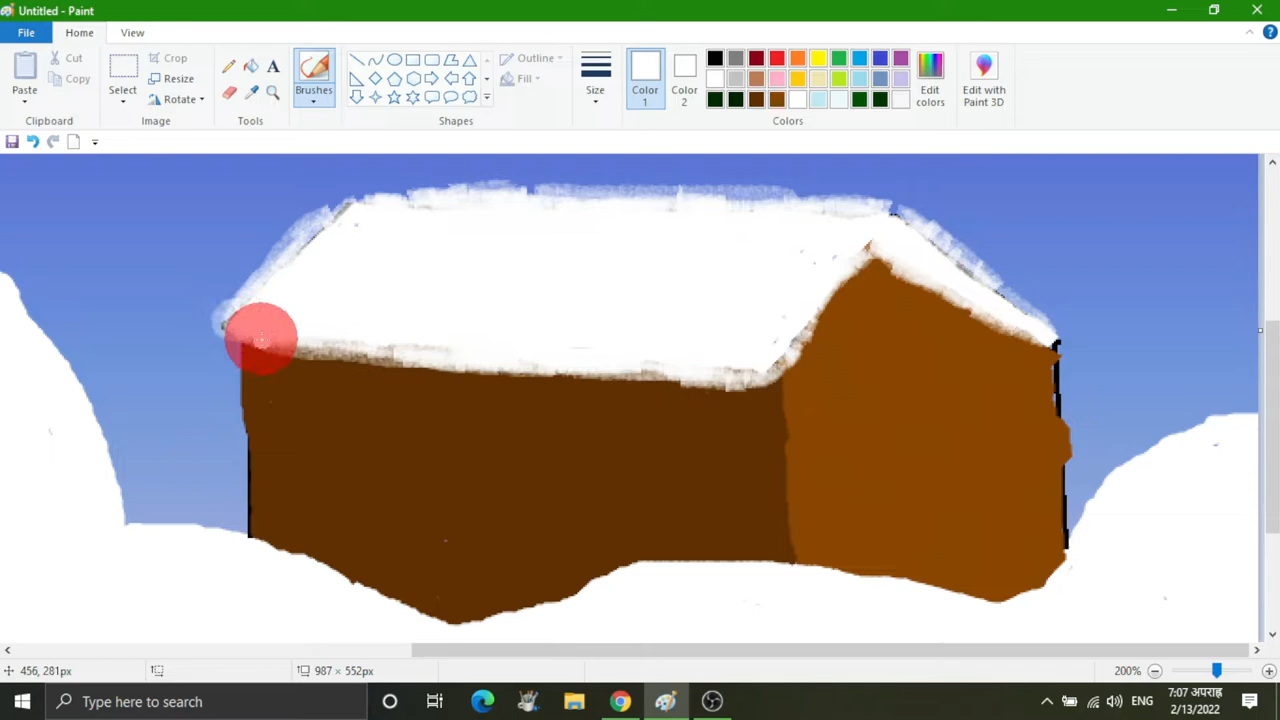 Untitled - Paint
File Home View
Paste
Cut
Copy
Clipboard
Select
Crop
Resize
Rotate
Image
Tools
Brushes
Outline
Fill
Shapes
Size
Color 1
Color 2
Edit colors
Colors
Edit with Paint 3D
456, 281px
987 × 552px
200%
Type here to search
ENG
7:07 अपराह्न
2/13/2022